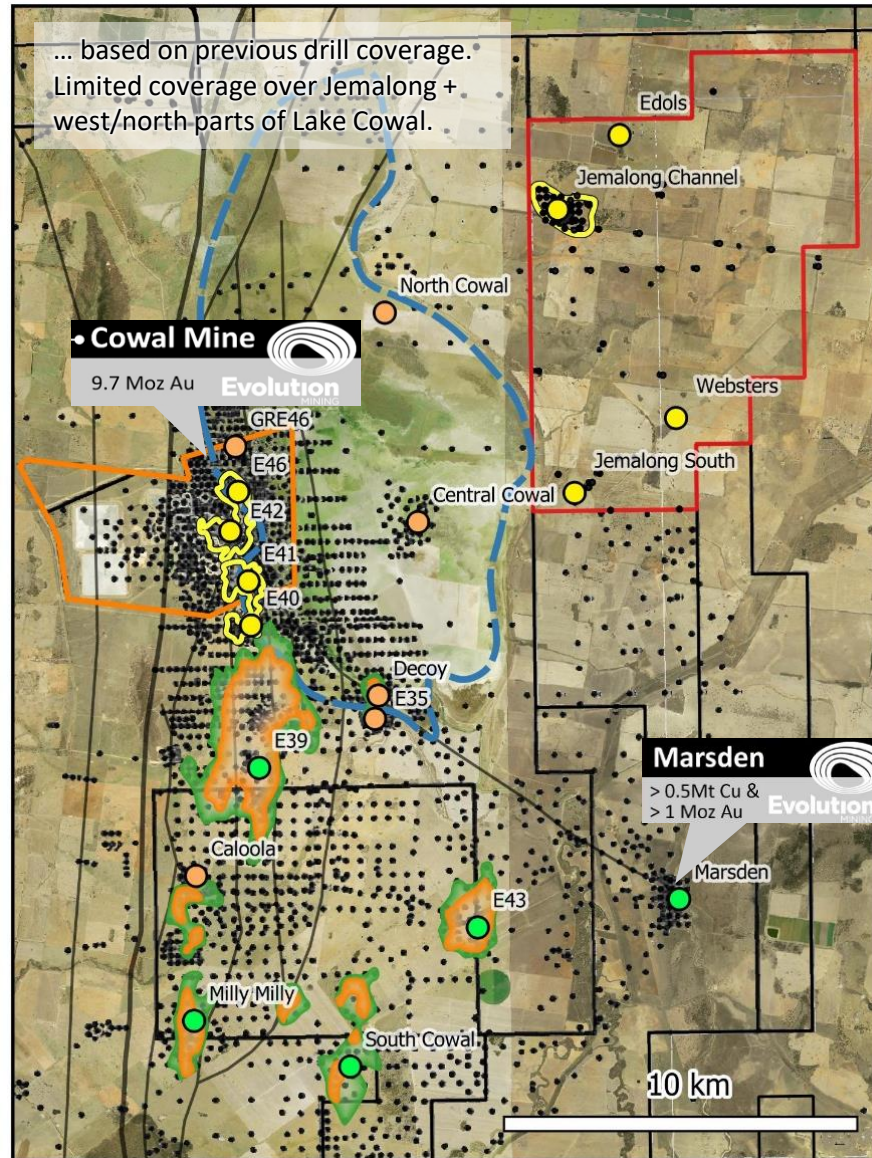 ... based on previous drill coverage.
Limited coverage over Jemalong +
west/north parts of Lake Cowal.
Edols
Jemalong Channel
North Cowal
• Cowal Mine
9.7 Moz Au
Evolution
MINING
GRE46
E46
Websters
Jemalong South
E42
Central Cowal
E41
E40
Decoy
E35
E39
Marsden
> 0.5Mt Cu &
> 1 Moz Au
Evolution
MINING
Caloola
Marsden
E43
Milly Milly
South Cowal
10 km